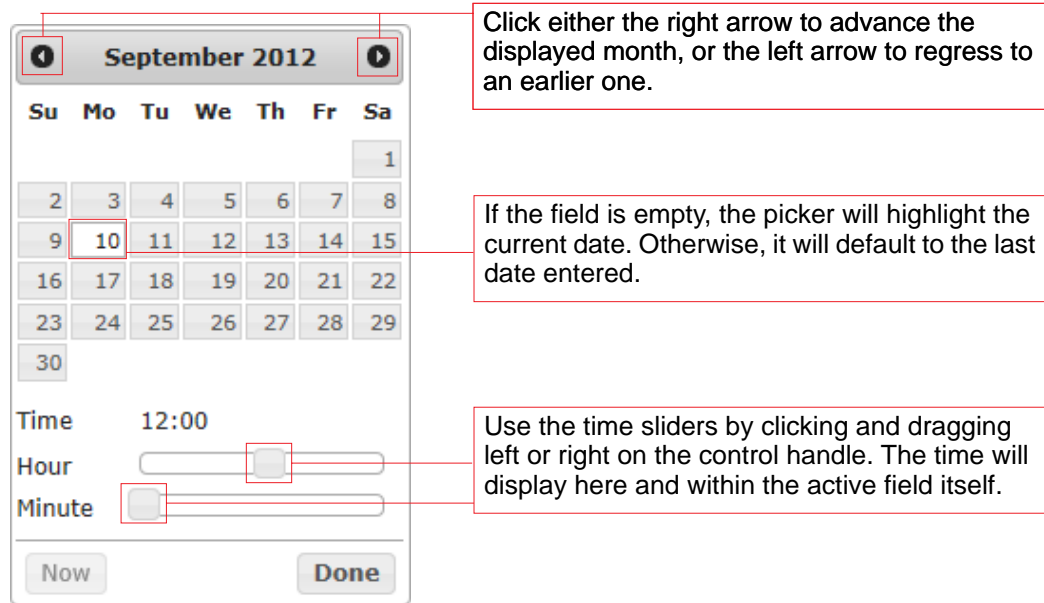 September 2012
Su Mo Tu We Th Fr Sa
1
2 3 4 5 6 7 8
9 10 11 12 13 14 15
16 17 18 19 20 21 22
23 24 25 26 27 28 29
30
Time 12:00
Hour
Minute
Now Done
Click either the right arrow to advance the
displayed month, or the left arrow to regress to
an earlier one.
If the field is empty, the picker will highlight the
current date. Otherwise, it will default to the last
date entered.
Use the time sliders by clicking and dragging
left or right on the control handle. The time will
display here and within the active field itself.